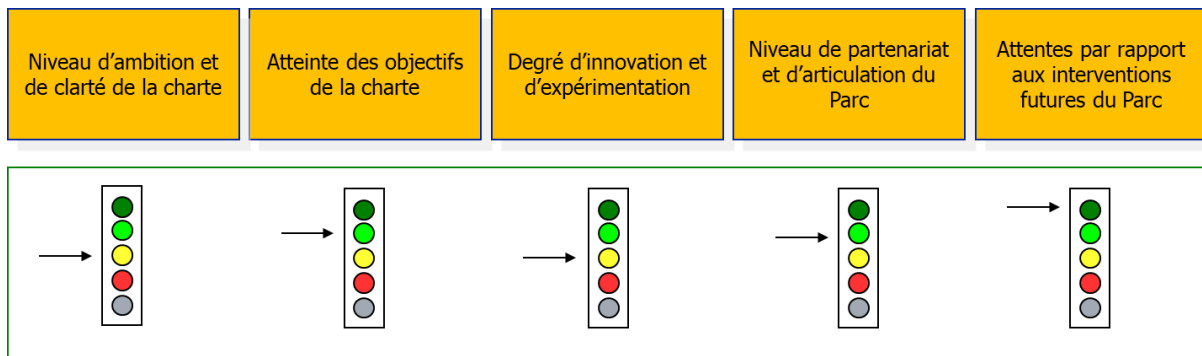 Niveau d’ambition et
de clarté de la charte
Atteinte des objectifs
de la charte
Degré d’innovation et
d’expérimentation
Niveau de partenariat
et d’articulation du
Parc
Attentes par rapport
aux interventions
futures du Parc